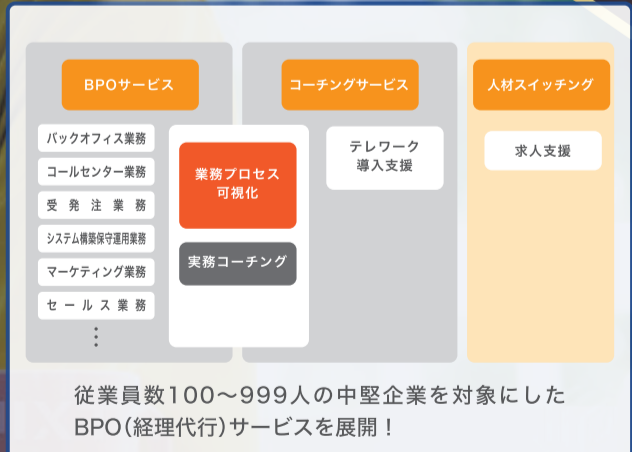 BPOサービス
バックオフィス業務
コールセンター業務
受発注業務
システム構築保守運用業務
マーケティング業務
セールス業務
⋮
業務プロセス
可視化
実務コーチング
コーチングサービス
テレワーク
導入支援
人材スイッチング
求人支援
従業員数100〜999人の中堅企業を対象にした
BPO(経理代行)サービスを展開！